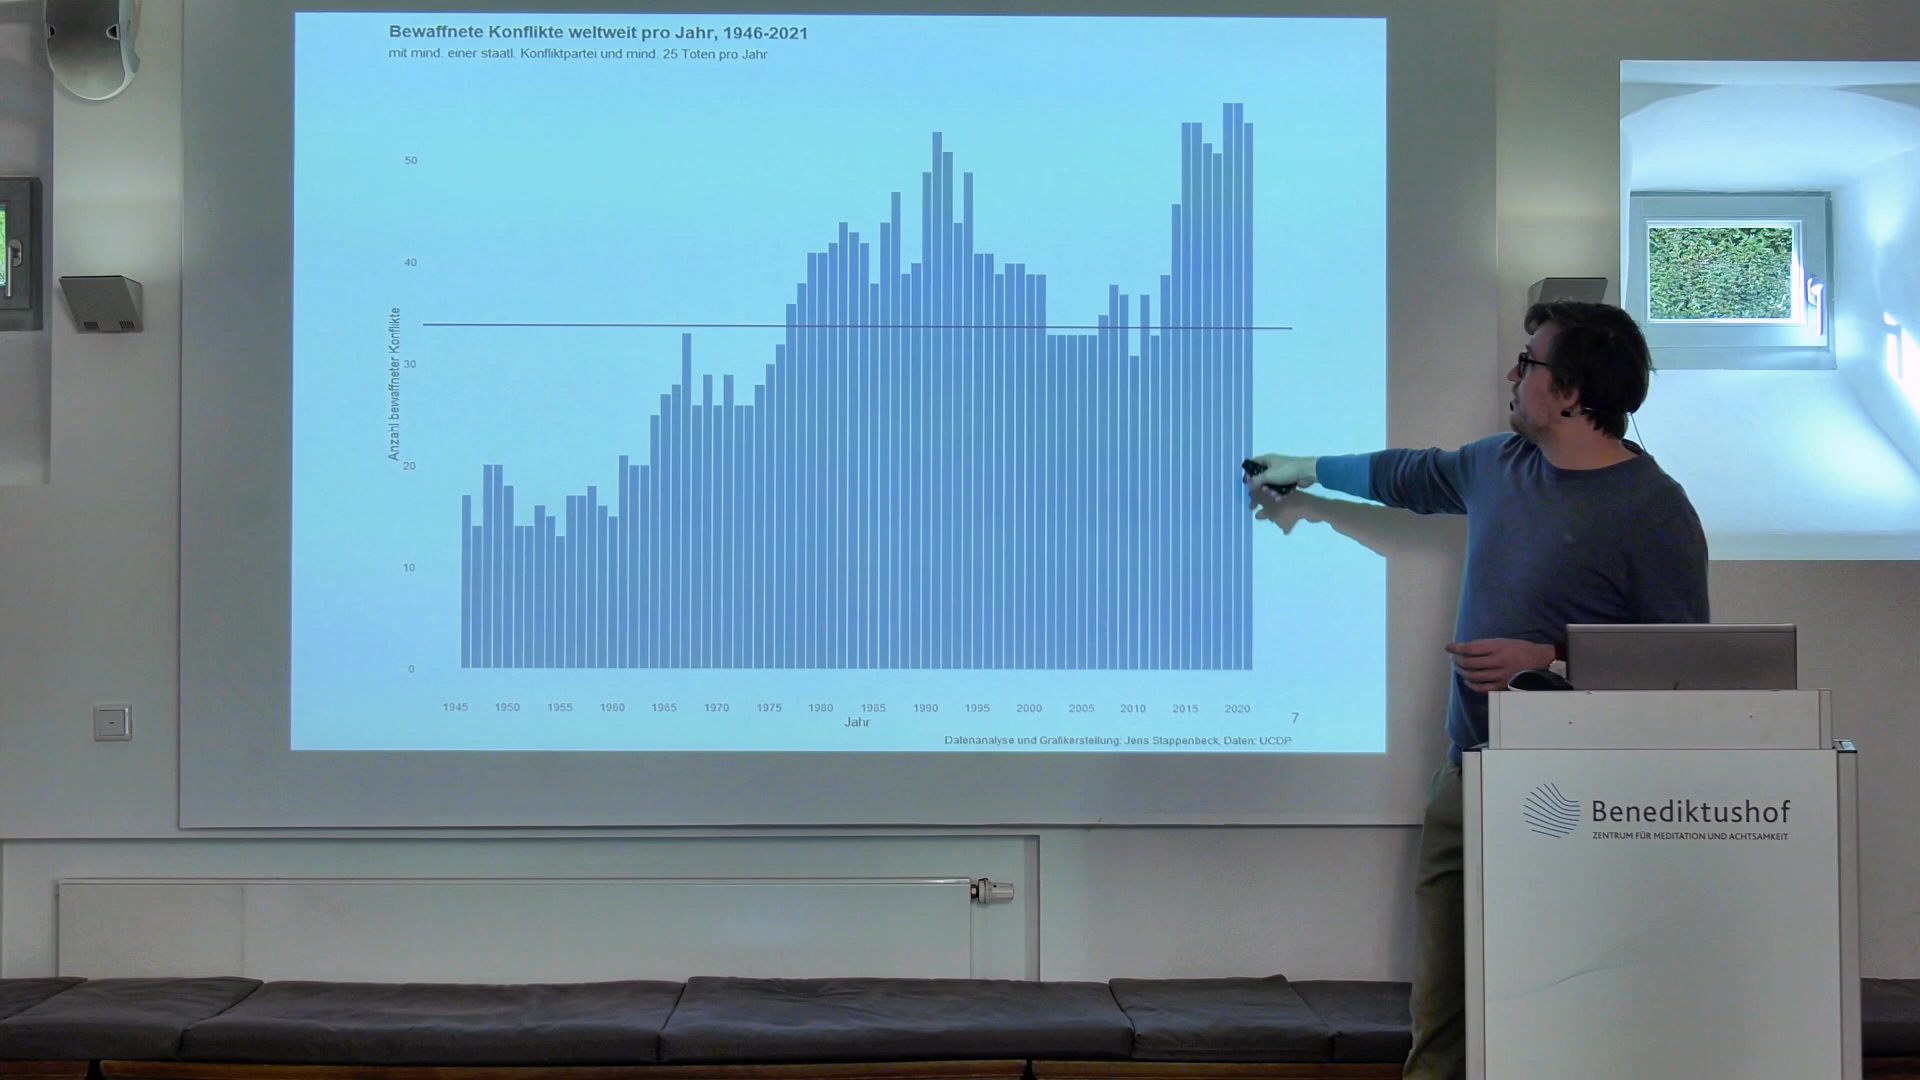 Bewaffnete Konflikte weltweit pro Jahr, 1946-2021
mit mind. einer staatl. Konfliktpartei und mind. 25 Toten pro Jahr
Anzahl bewaffneter Konflikte
50
40
30
20
10
0
1945 1950 1955 1960 1965 1970 1975 1980 1985 1990 1995 2000 2005 2010 2015 2020
Jahr
7
Datenanalyse und Grafikerstellung: Jens Stappenbeck, Daten: UCDP
Benediktushof
ZENTRUM FÜR MEDITATION UND ACHTSAMKEIT